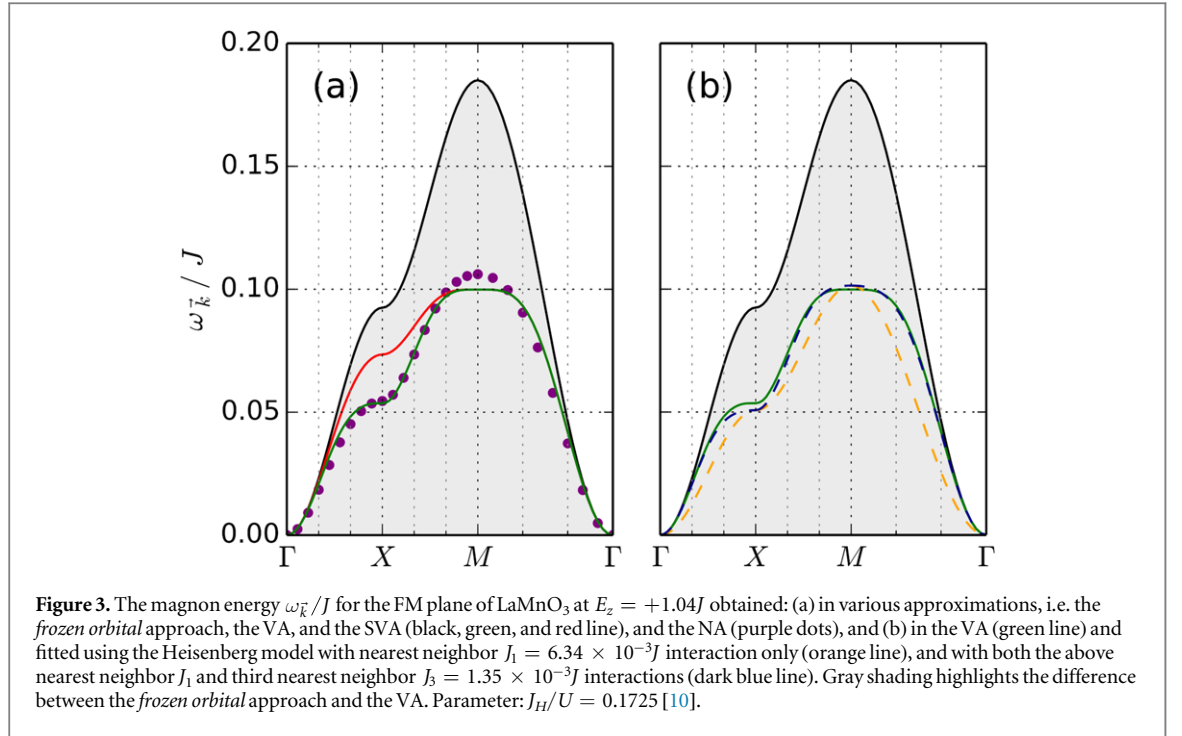 0.20
0.15
0.10
0.05
0.00
ω_k⃗ / J
(a)
(b)
Γ X M Γ
Γ X M Γ
Figure 3. The magnon energy ω_k⃗/J for the FM plane of LaMnO₃ at E_z = +1.04J obtained: (a) in various approximations, i.e. the
frozen orbital approach, the VA, and the SVA (black, green, and red line), and the NA (purple dots), and (b) in the VA (green line) and
fitted using the Heisenberg model with nearest neighbor J₁ = 6.34 × 10⁻³J interaction only (orange line), and with both the above
nearest neighbor J₁ and third nearest neighbor J₃ = 1.35 × 10⁻³J interactions (dark blue line). Gray shading highlights the difference
between the frozen orbital approach and the VA. Parameter: J_H/U = 0.1725 [10].